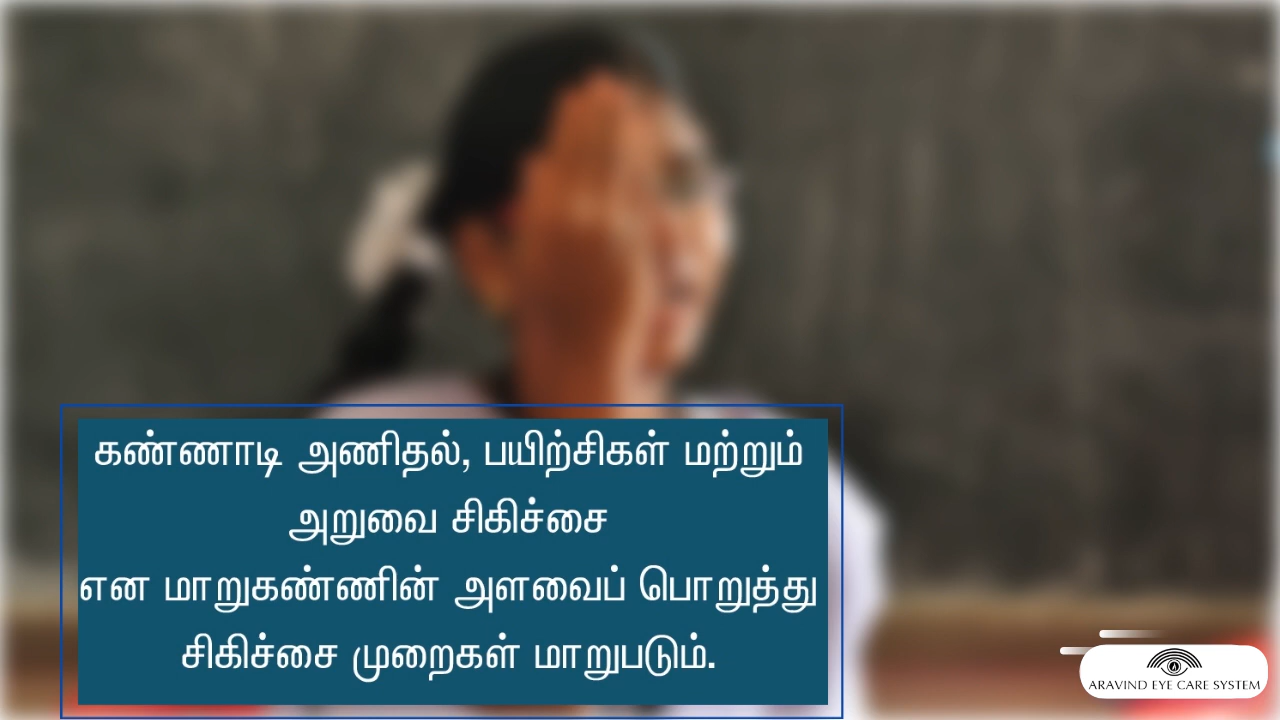 கண்ணாடி அணிதல், பயிற்சிகள் மற்றும்
அறுவை சிகிச்சை
என மாறுகண்ணின் அளவைப் பொறுத்து
சிகிச்சை முறைகள் மாறுபடும்.
ARAVIND EYE CARE SYSTEM